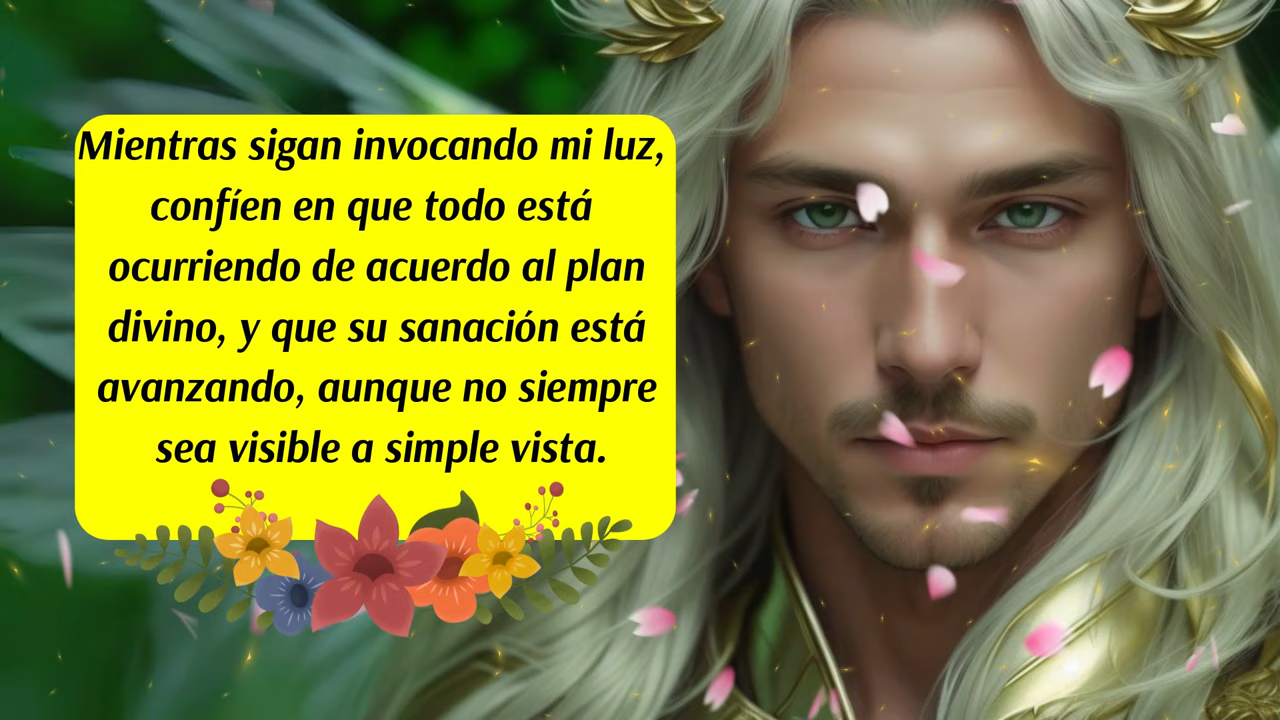 Mientras sigan invocando mi luz,
confíen en que todo está
ocurriendo de acuerdo al plan
divino, y que su sanación está
avanzando, aunque no siempre
sea visible a simple vista.